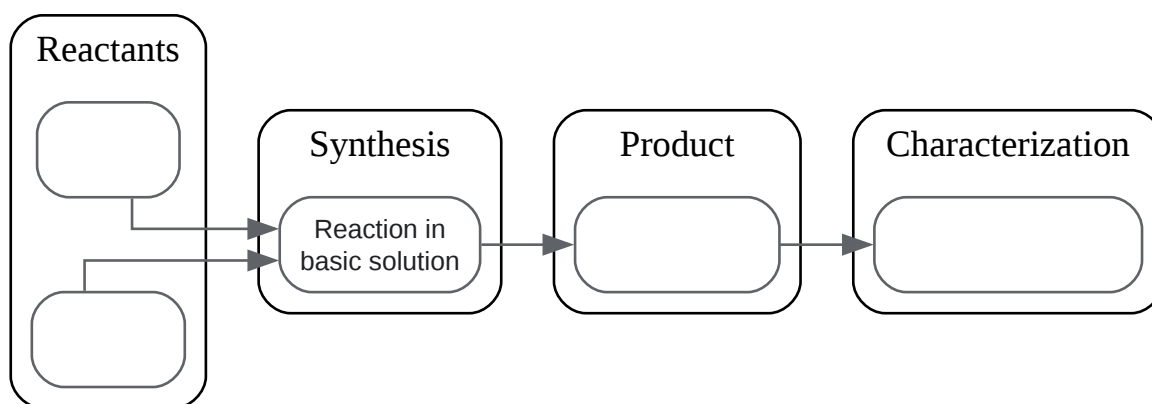 Reactants
Synthesis
Reaction in
basic solution
Product
Characterization